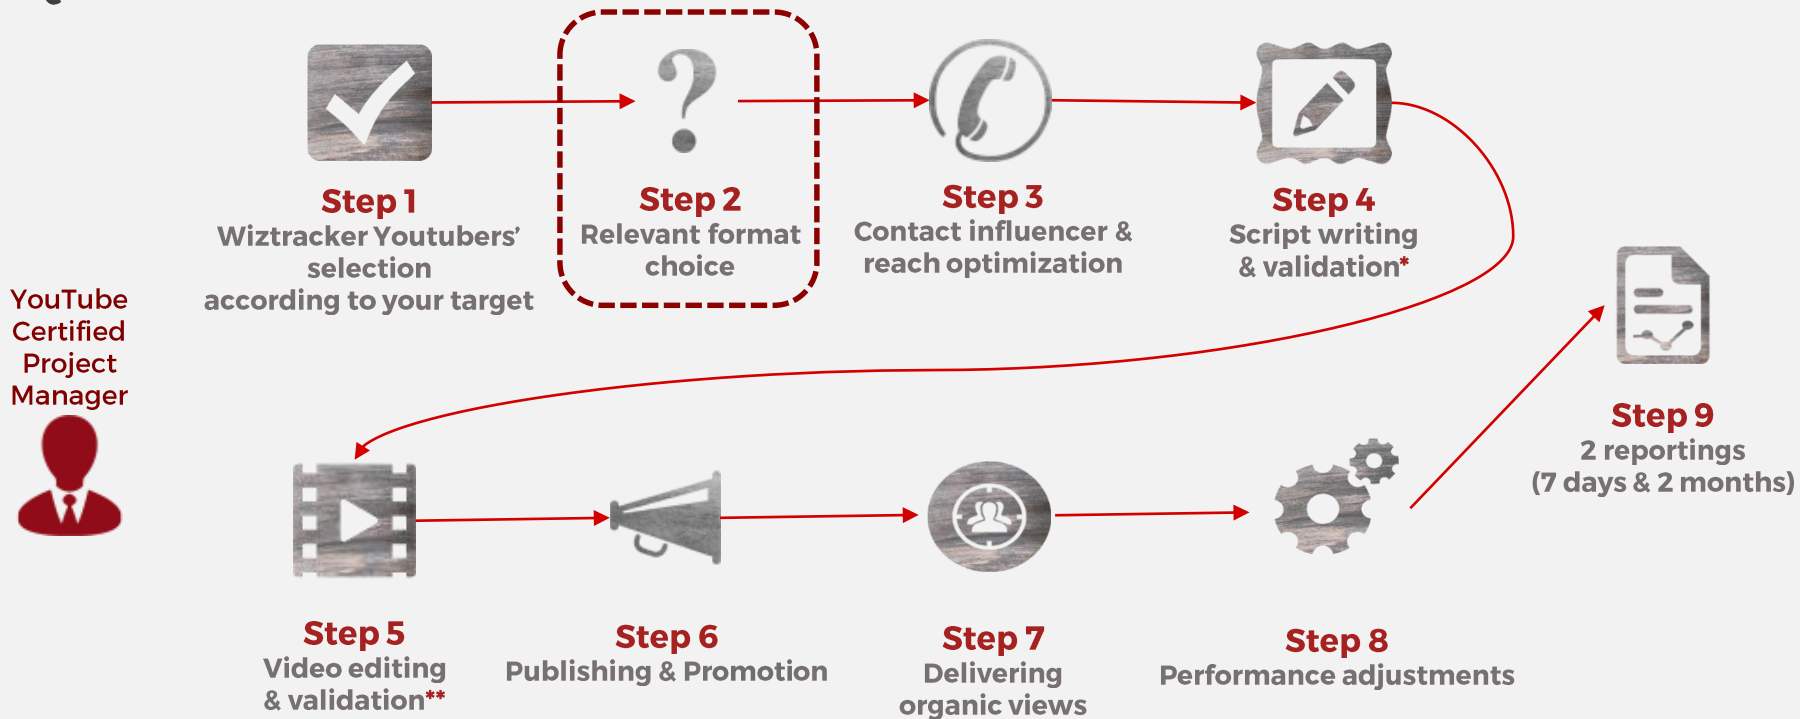 YouTube
Certified
Project
Manager
Step 1
Wiztracker Youtubers’
selection
according to your target
Step 2
Relevant format
choice
Step 3
Contact influencer &
reach optimization
Step 4
Script writing
& validation*
Step 5
Video editing
& validation**
Step 6
Publishing & Promotion
Step 7
Delivering
organic views
Step 8
Performance adjustments
Step 9
2 reportings
(7 days & 2 months)